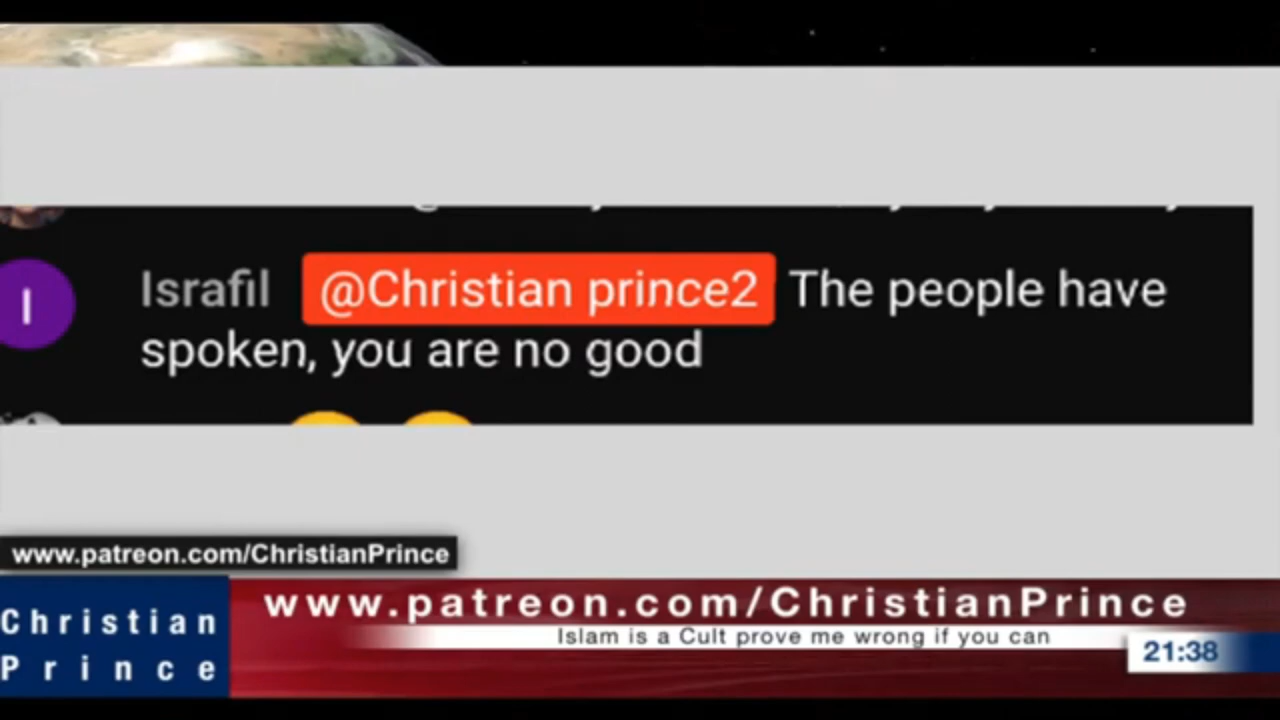 I
Israfil @Christian prince2 The people have
spoken, you are no good
www.patreon.com/ChristianPrince
Christian
Prince
www.patreon.com/ChristianPrince
Islam is a Cult prove me wrong if you can
21:38